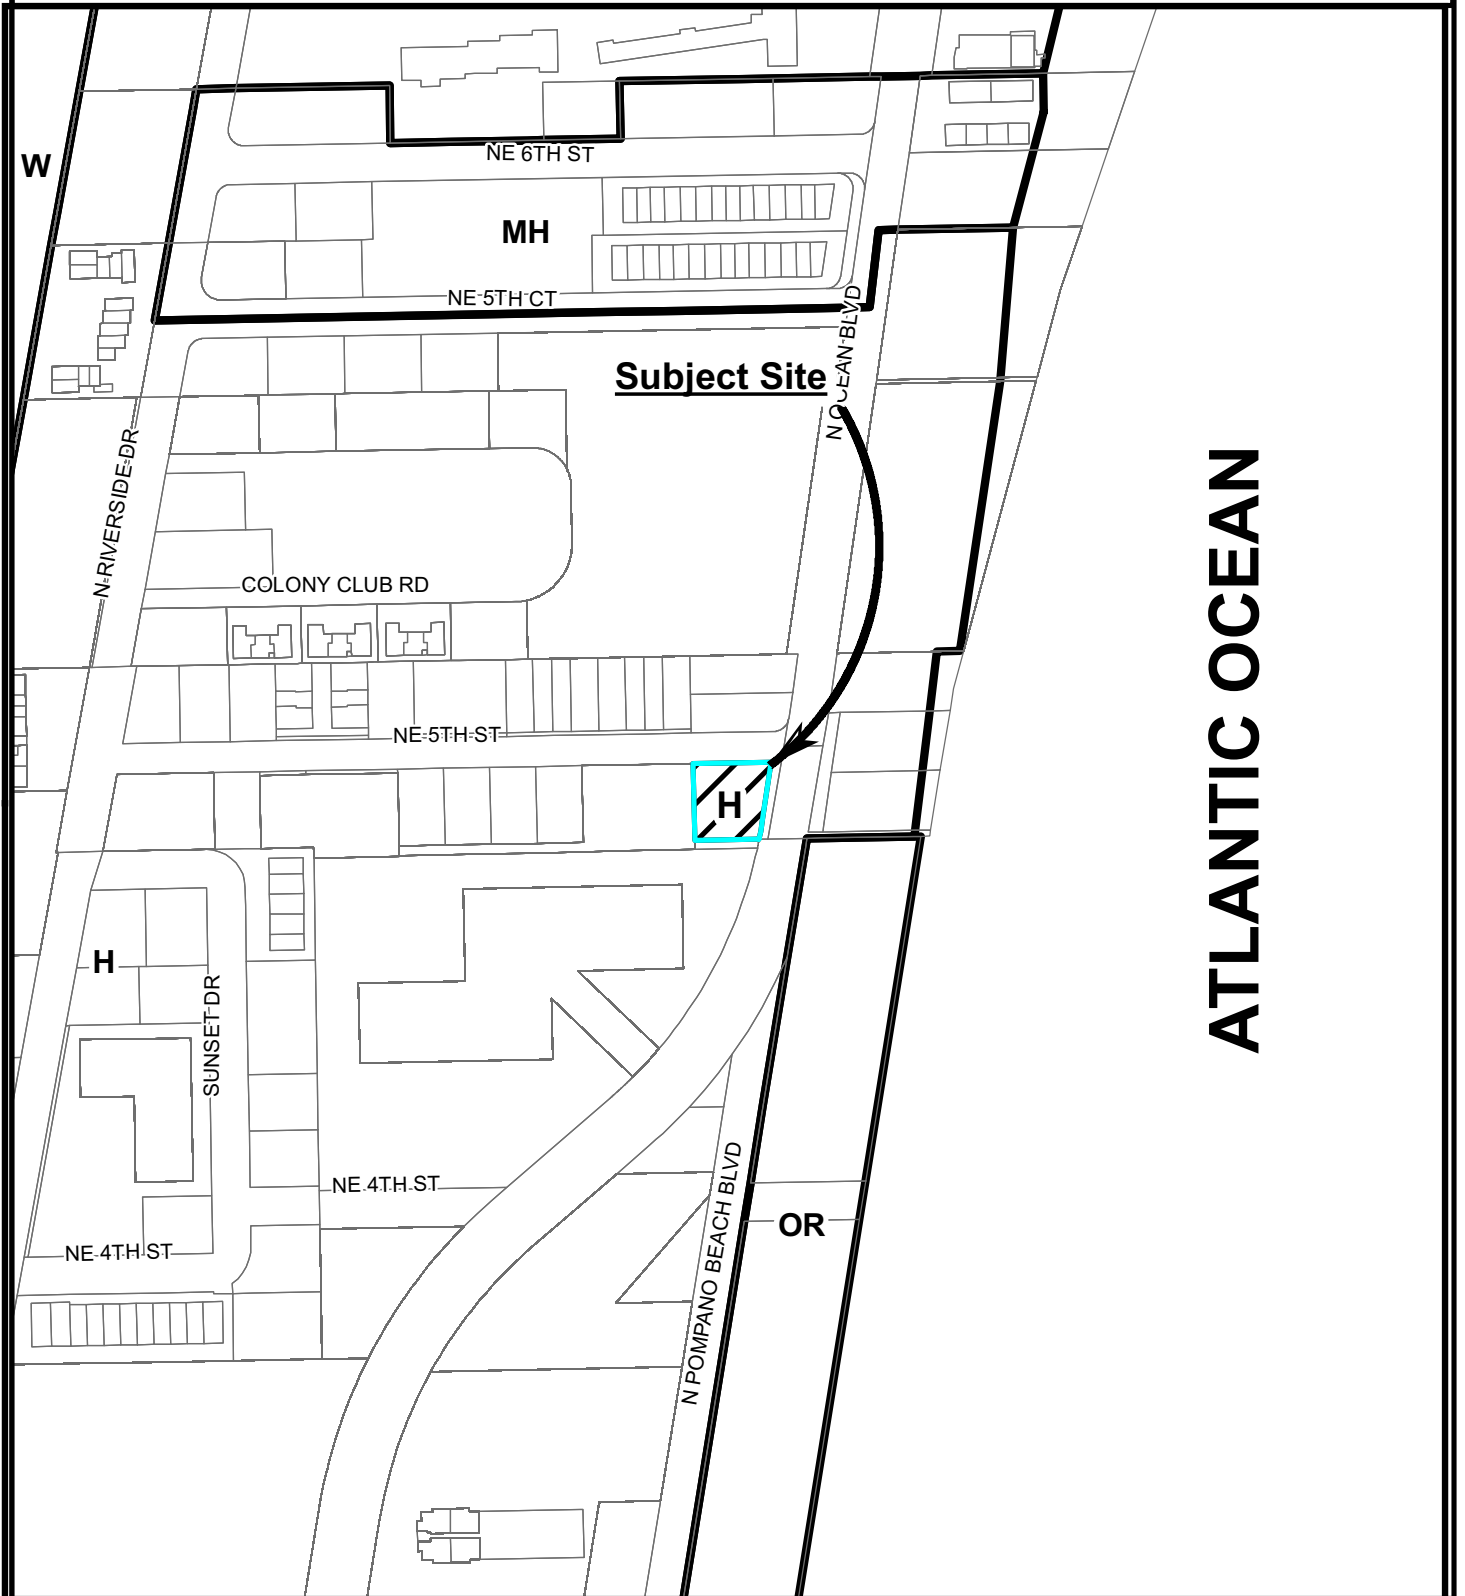 W
NE 6TH ST
MH
NE 5TH CT
N OCEAN BLVD
Subject Site
N RIVERSIDE DR
ATLANTIC OCEAN
COLONY CLUB RD
NE 5TH ST
H
H
SUNSET DR
NE 4TH ST
N POMPANO BEACH BLVD
OR
NE 4TH ST